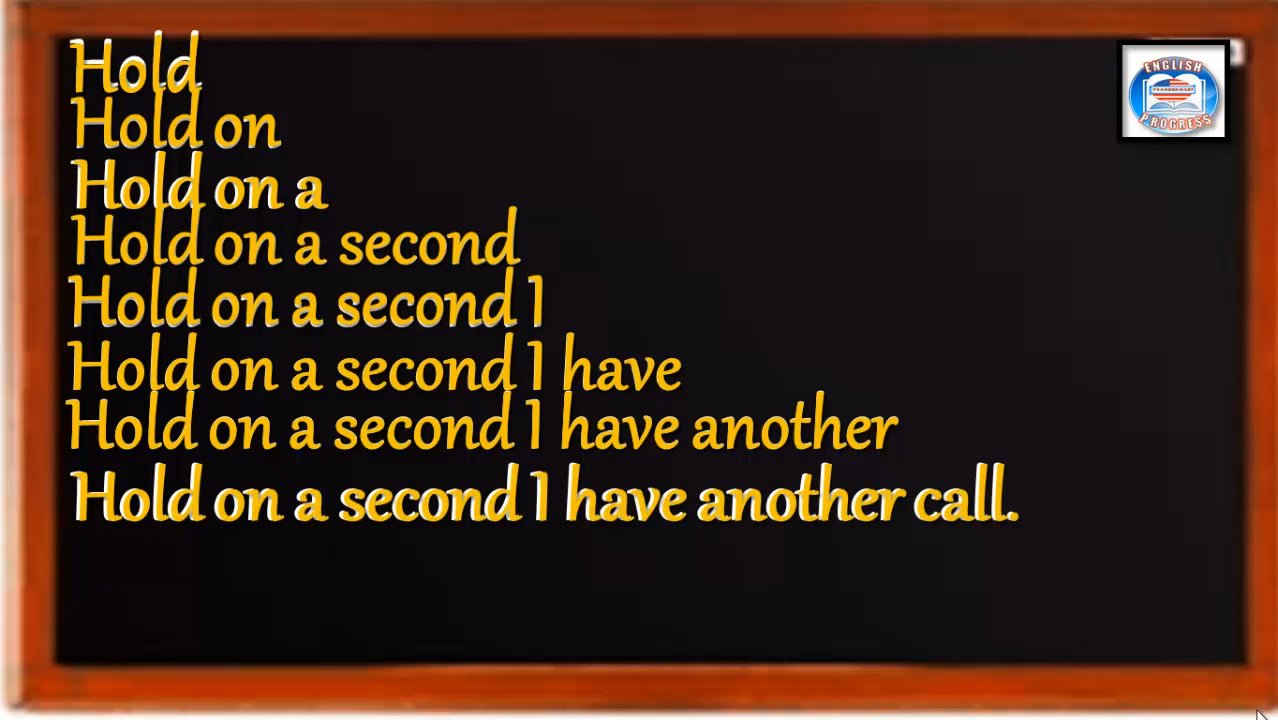 Hold
Hold on
Hold on a
Hold on a second
Hold on a second I
Hold on a second I have
Hold on a second I have another
Hold on a second I have another call.
ENGLISH
PROGRESS